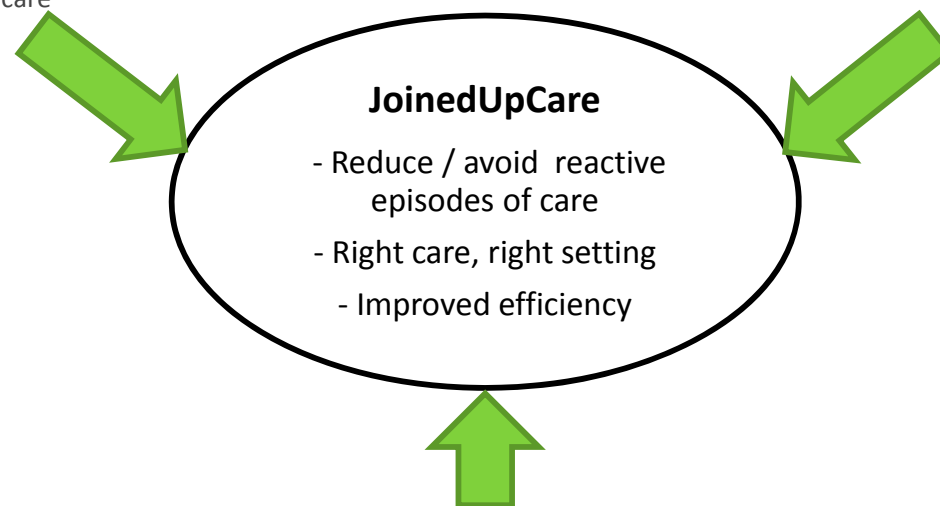 care
JoinedUpCare
- Reduce / avoid reactive
episodes of care
- Right care, right setting
- Improved efficiency